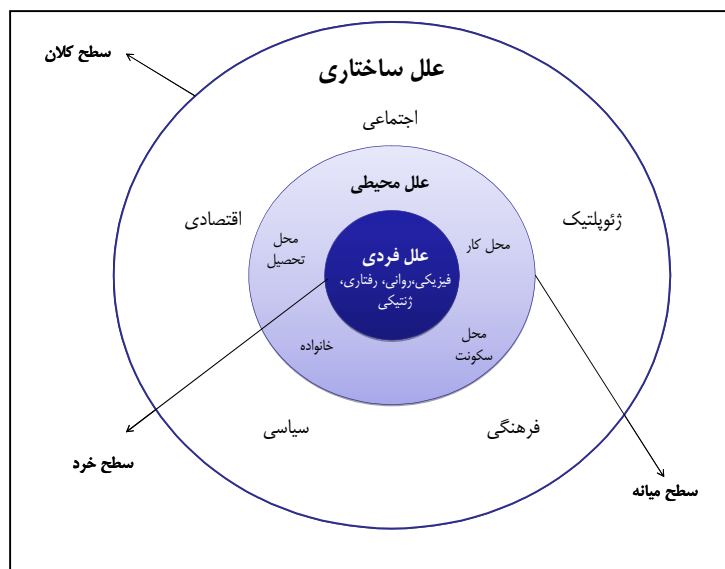 سطح کلان
علل ساختاری
اجتماعی
علل محیطی
ژئوپلتیک
اقتصادی
محل کار
محل
تحصیل
علل فردی
فیزیکی،روانی، رفتاری،
ژنتیکی
محل
سکونت
خانواده
فرهنگی
سیاسی
سطح خرد
سطح میانه